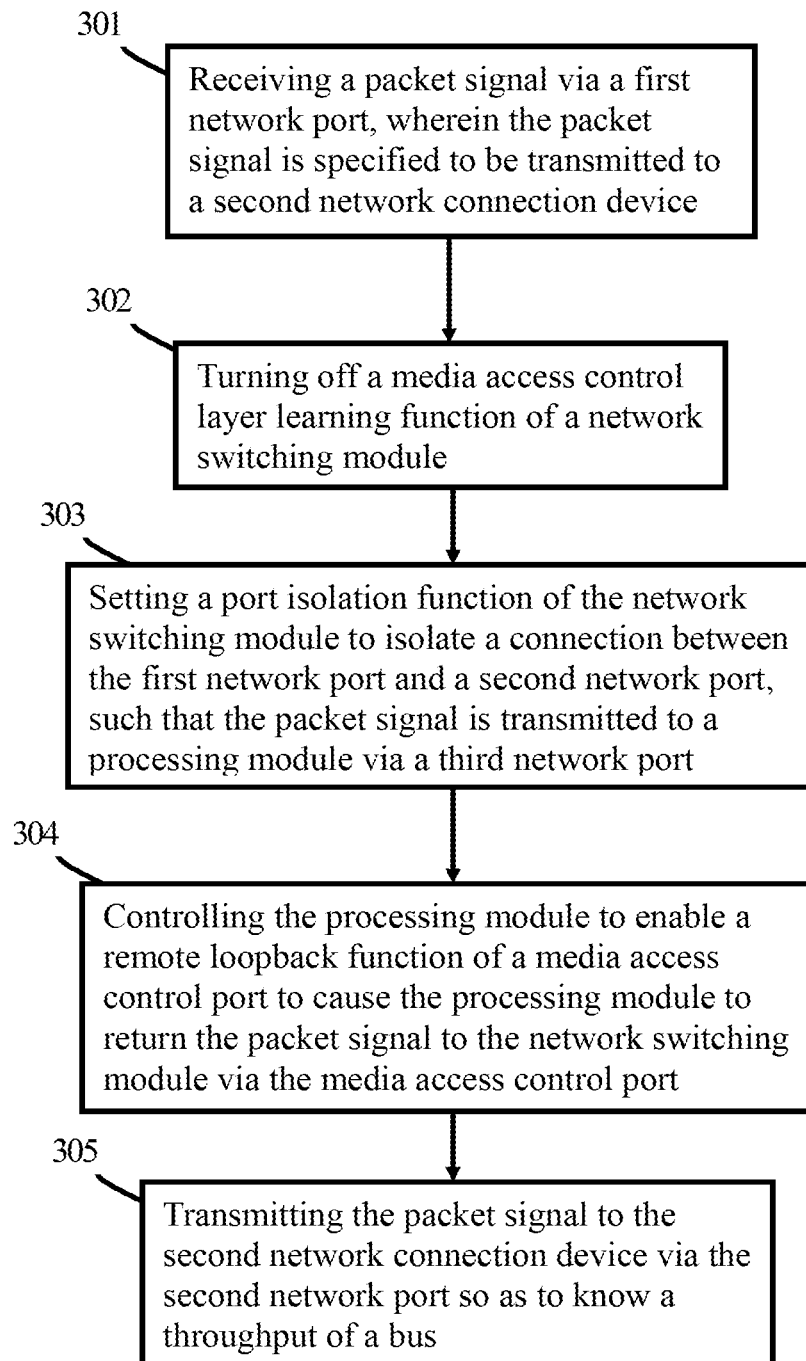 301
Receiving a packet signal via a first
network port, wherein the packet
signal is specified to be transmitted to
a second network connection device
302
Turning off a media access control
layer learning function of a network
switching module
303
Setting a port isolation function of the network
switching module to isolate a connection between
the first network port and a second network port,
such that the packet signal is transmitted to a
processing module via a third network port
304
Controlling the processing module to enable a
remote loopback function of a media access
control port to cause the processing module to
return the packet signal to the network switching
module via the media access control port
305
Transmitting the packet signal to the
second network connection device via the
second network port so as to know a
throughput of a bus